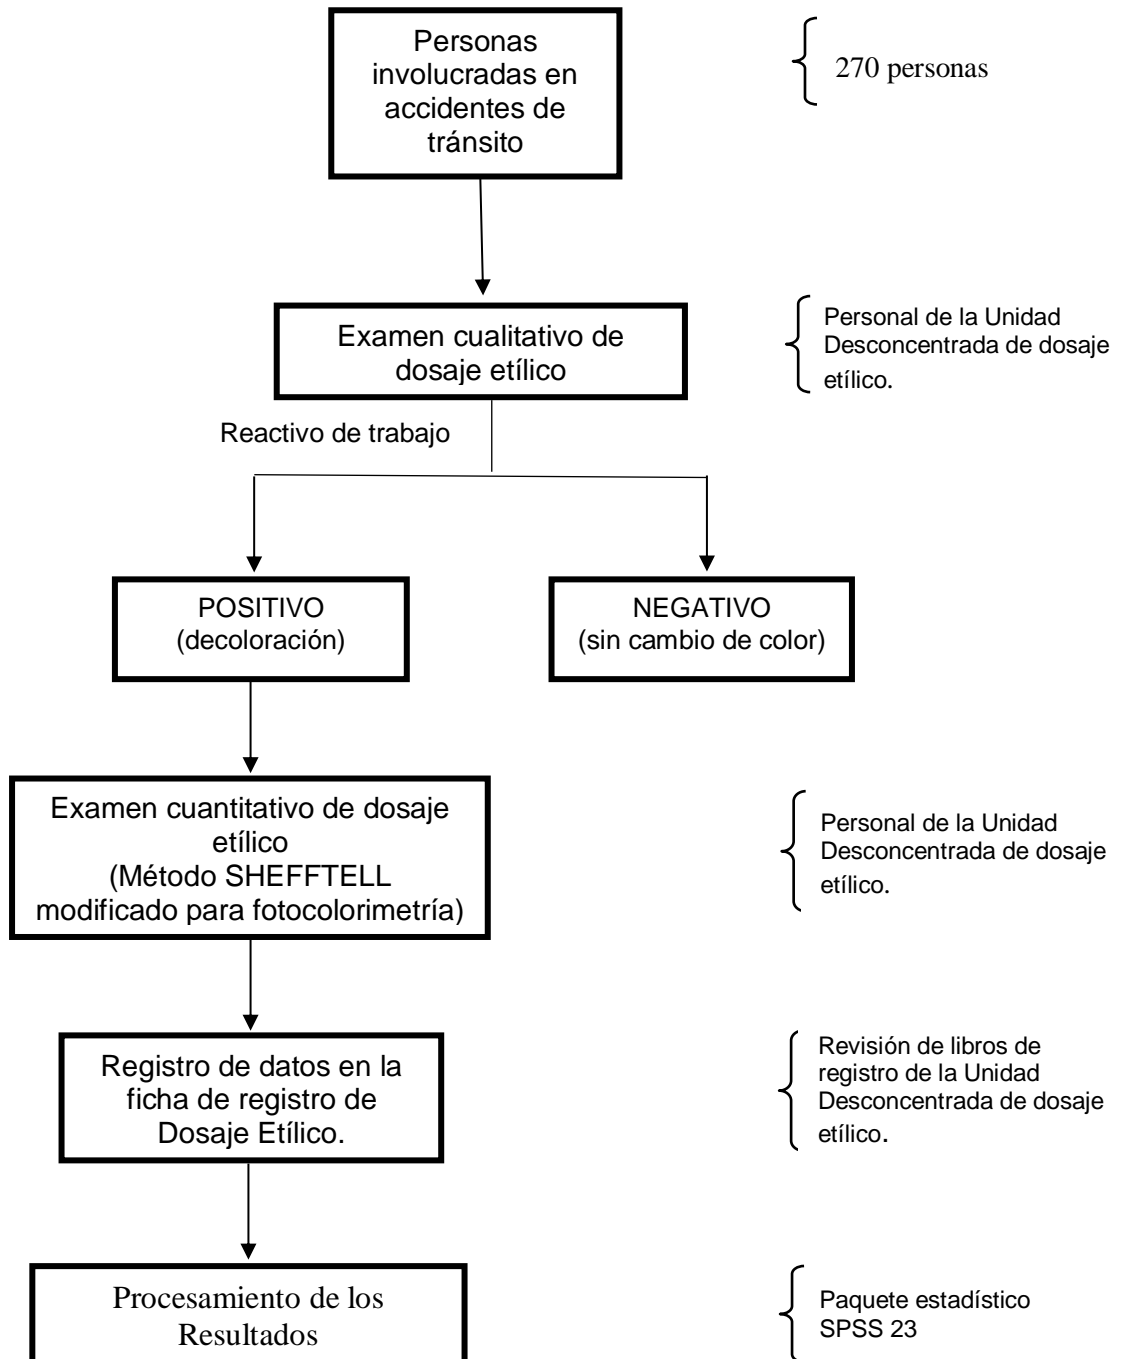 Personas
involucradas en
accidentes de
tránsito
270 personas
Examen cualitativo de
dosaje etílico
Personal de la Unidad
Desconcentrada de dosaje
etílico.
Reactivo de trabajo
POSITIVO
(decoloración)
NEGATIVO
(sin cambio de color)
Examen cuantitativo de dosaje
etílico
(Método SHEFFTELL
modificado para fotocolorimetría)
Personal de la Unidad
Desconcentrada de dosaje
etílico.
Registro de datos en la
ficha de registro de
Dosaje Etílico.
Revisión de libros de
registro de la Unidad
Desconcentrada de dosaje
etílico.
Procesamiento de los
Resultados
Paquete estadístico
SPSS 23